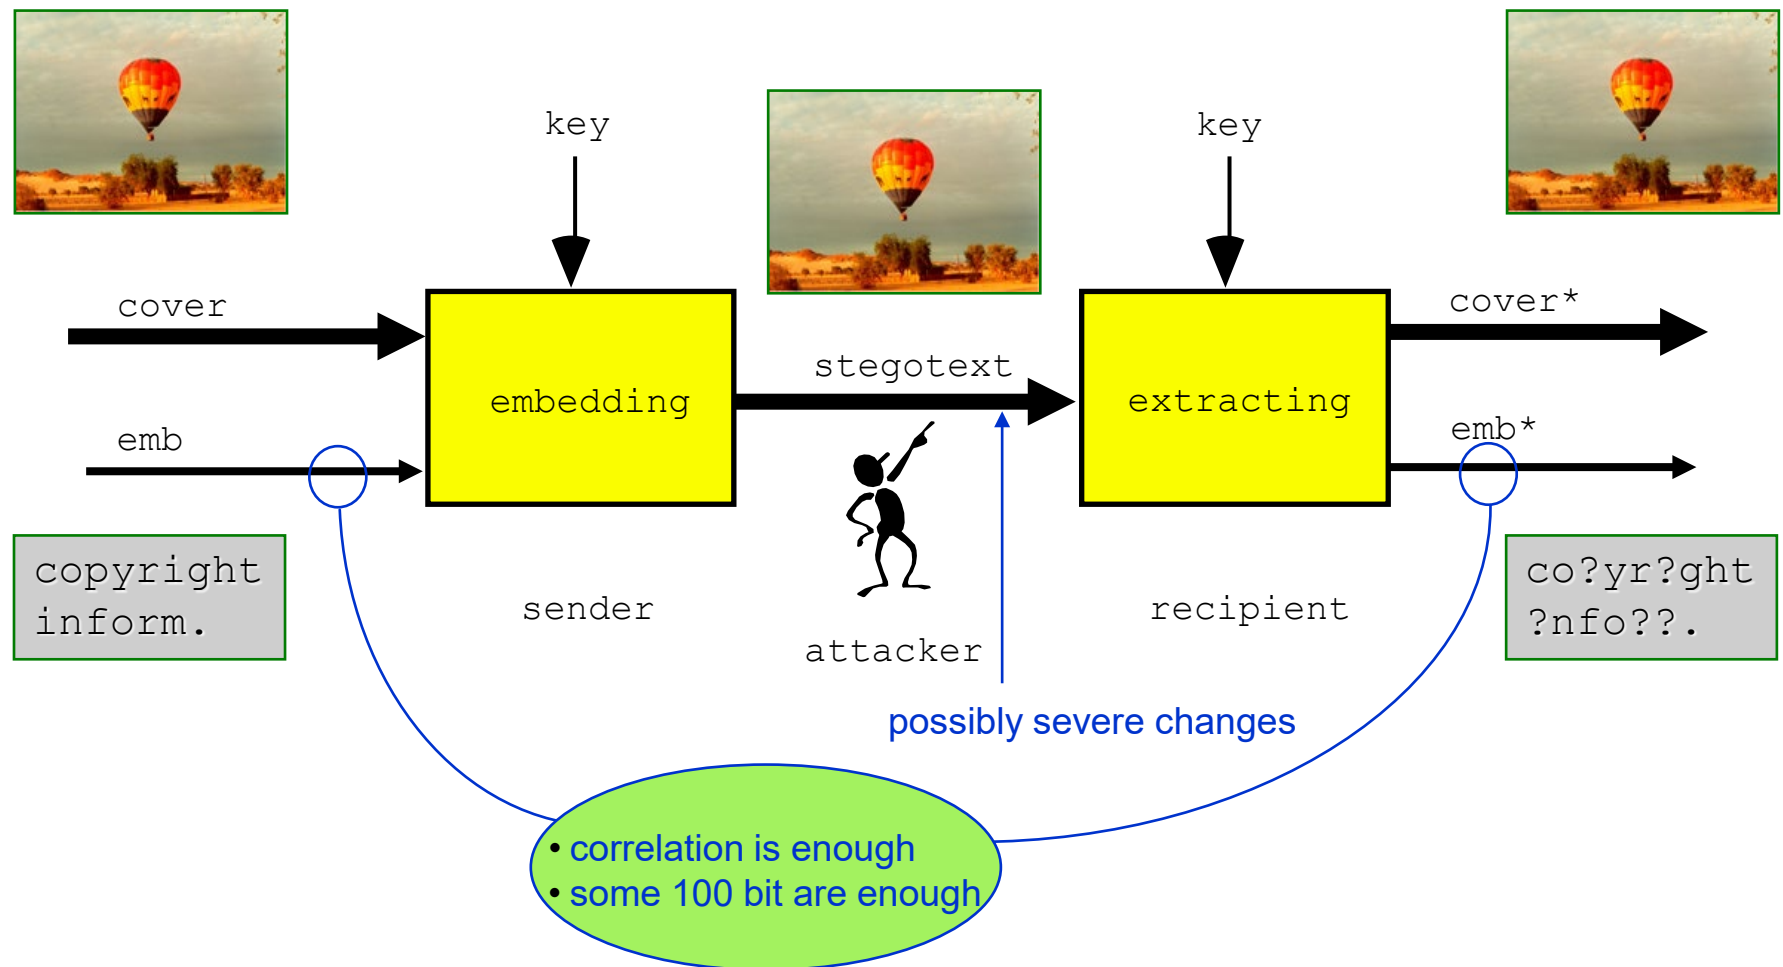 key
key
cover
cover*
stegotext
embedding
extracting
emb
emb*
copyright
inform.
co?yr?ght
?nfo??.
sender
recipient
attacker
possibly severe changes
• correlation is enough
• some 100 bit are enough